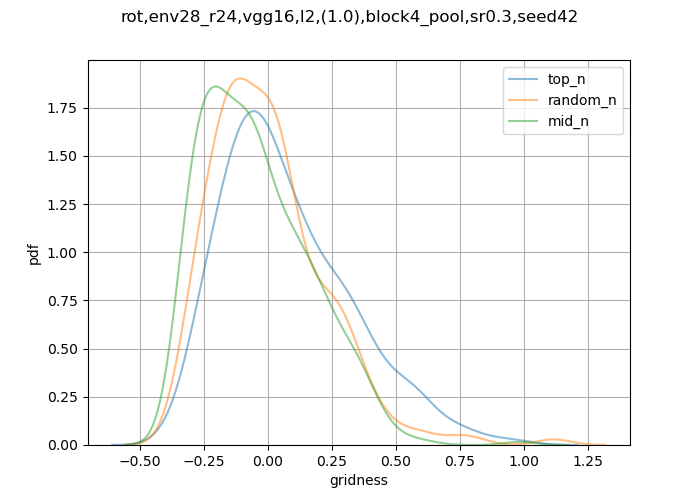 rot,env28_r24,vgg16,l2,(1.0),block4_pool,sr0.3,seed42
top_n
random_n
mid_n
pdf
1.75
1.50
1.25
1.00
0.75
0.50
0.25
0.00
−0.50 −0.25 0.00 0.25 0.50 0.75 1.00 1.25
gridness